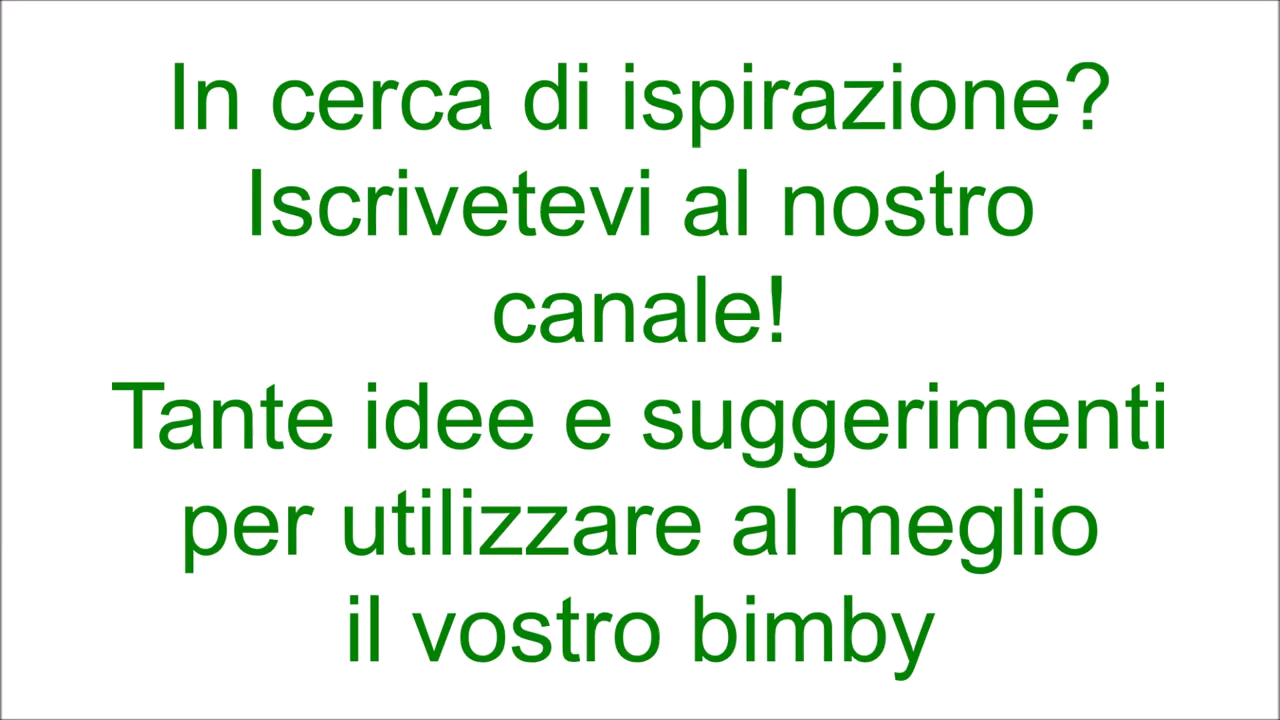 In cerca di ispirazione?
Iscrivetevi al nostro
canale!
Tante idee e suggerimenti
per utilizzare al meglio
il vostro bimby